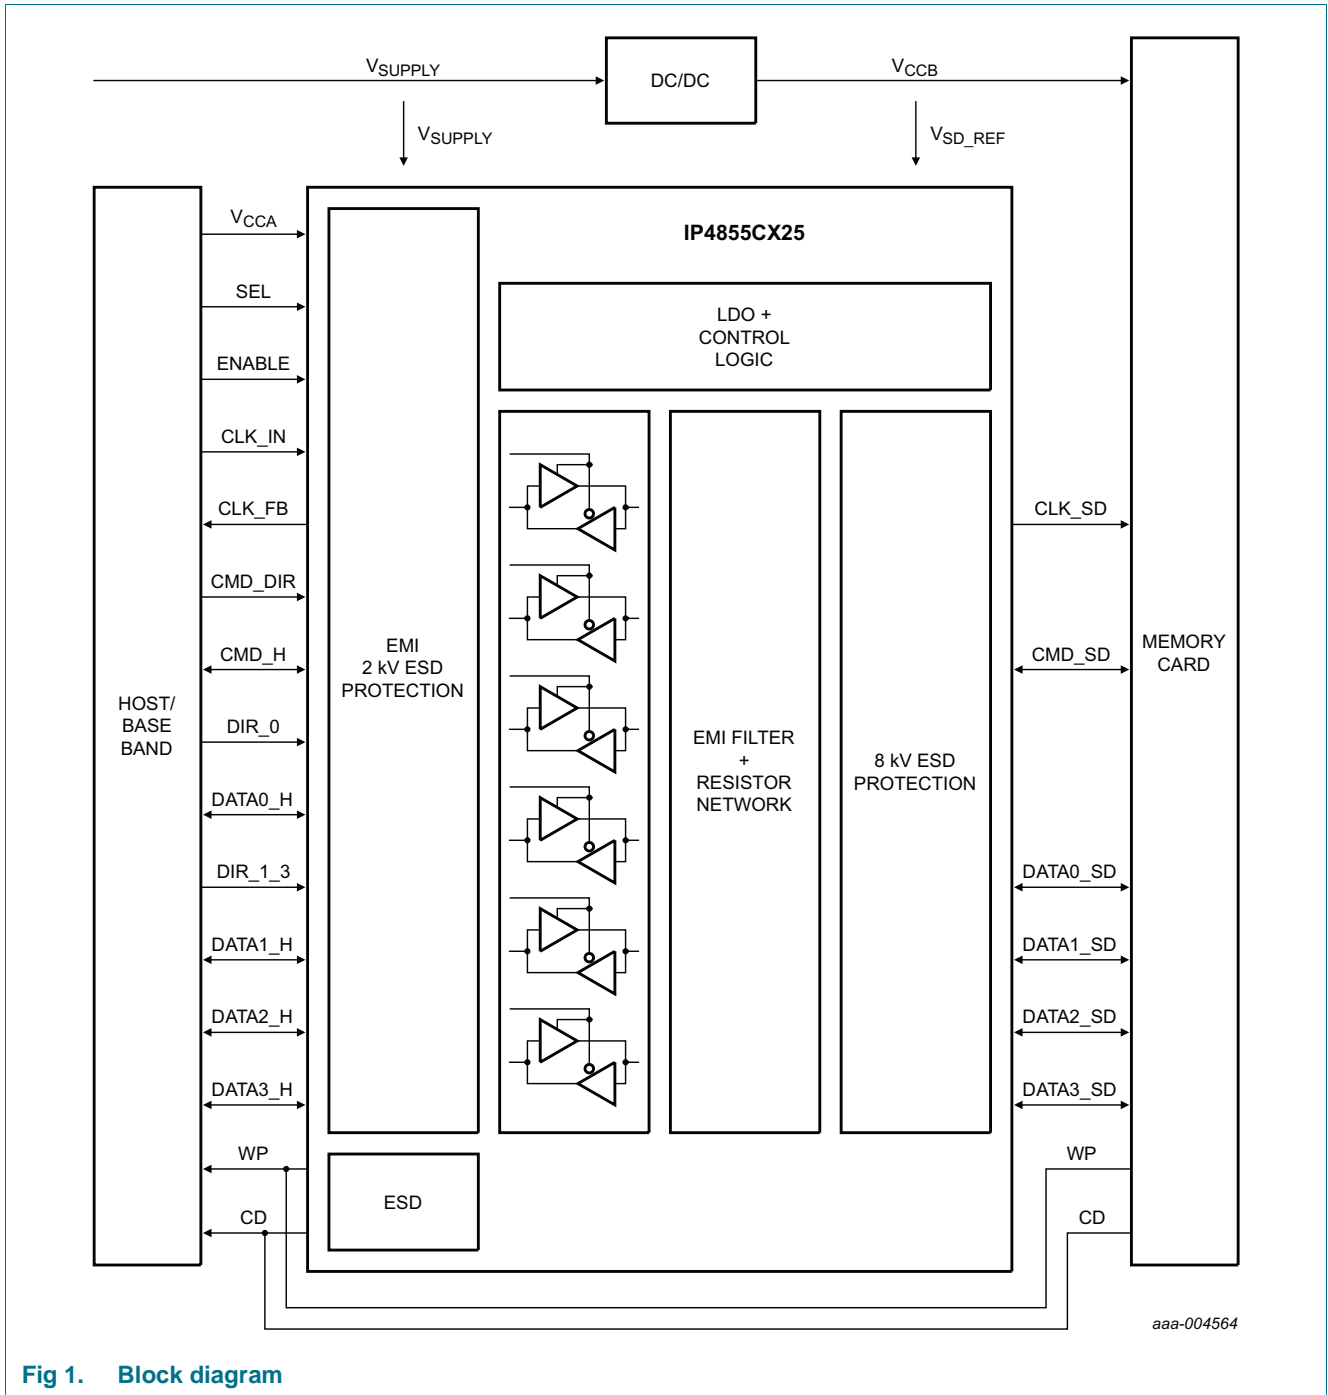 VSUPPLY
DC/DC
VCCB
VSUPPLY
VSD_REF
IP4855CX25
VCCA
SEL
ENABLE
CLK_IN
CLK_FB
CMD_DIR
CMD_H
DIR_0
DATA0_H
DIR_1_3
DATA1_H
DATA2_H
DATA3_H
WP
CD
HOST/
BASE
BAND
EMI
2 kV ESD
PROTECTION
ESD
LDO +
CONTROL
LOGIC
EMI FILTER
+
RESISTOR
NETWORK
8 kV ESD
PROTECTION
CLK_SD
CMD_SD
DATA0_SD
DATA1_SD
DATA2_SD
DATA3_SD
WP
CD
MEMORY
CARD
aaa-004564
Fig 1. Block diagram